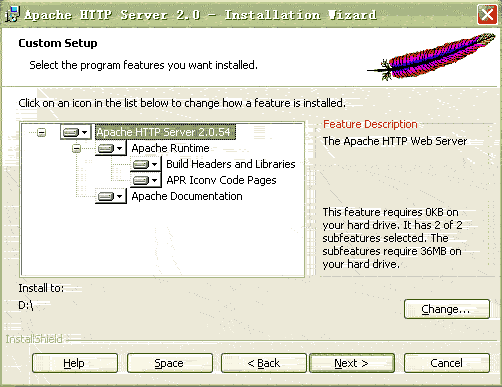 Apache HTTP Server 2.0 - Installation Wizard
Custom Setup
Select the program features you want installed.
Click on an icon in the list below to change how a feature is installed.
Apache HTTP Server 2.0.54
Apache Runtime
Build Headers and Libraries
APR Iconv Code Pages
Apache Documentation
Feature Description
The Apache HTTP Web Server
This feature requires 0KB on
your hard drive. It has 2 of 2
subfeatures selected. The
subfeatures require 36MB on
your hard drive.
Install to:
D:\
Change...
InstallShield
Help
Space
< Back
Next >
Cancel